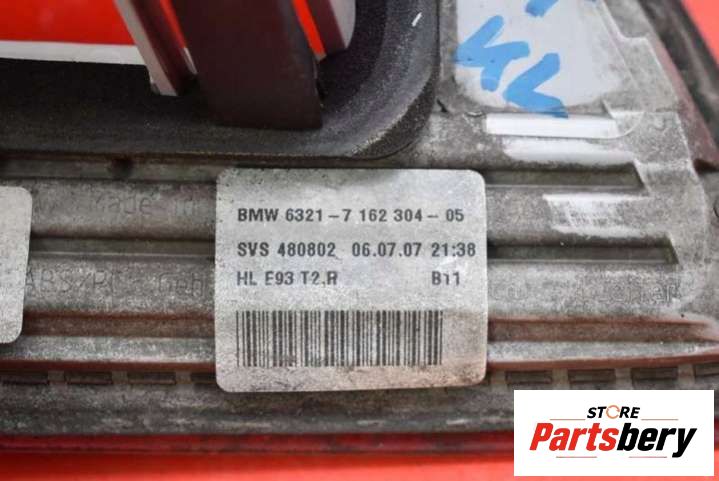 BMW 6321-7 162 304-05
SVS 480802 06.07.07 21:38
HL E93 T2.R B11
STORE
Partsbery